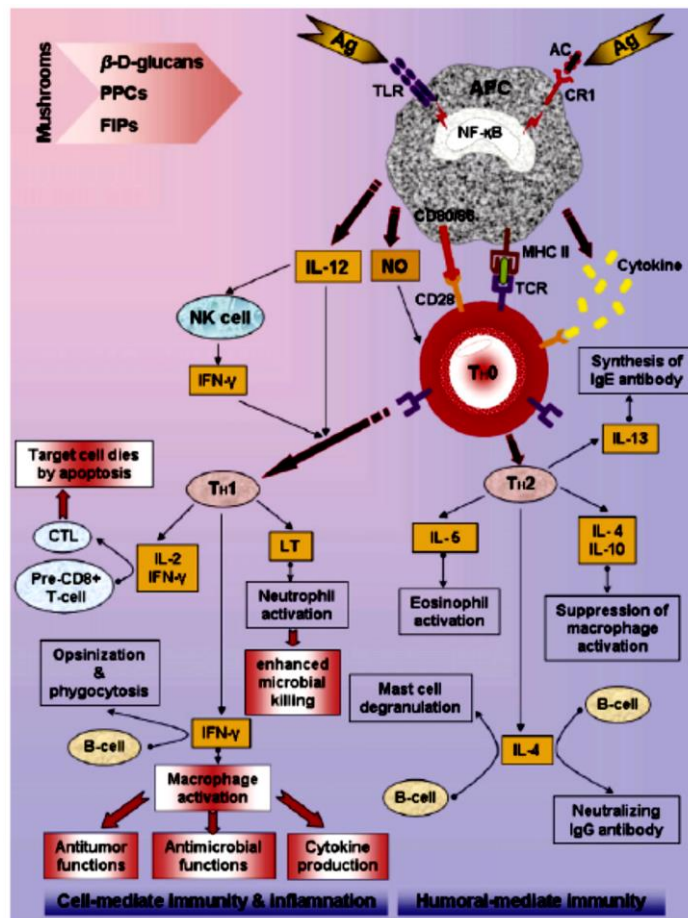 Mushrooms
β-D-glucans
PPCs
FIPs
Ag
Ag
TLR
APC
AC
CR1
NF-κB
CD80/86
MHC II
TCR
CD28
Cytokine
IL-12
NO
NK cell
IFN-γ
TH0
Synthesis of
IgE antibody
IL-13
Target cell dies
by apoptosis
TH1
TH2
CTL
IL-2
IFN-γ
LT
IL-5
IL-4
IL-10
Pre-CD8+
T-cell
Neutrophil
activation
Eosinophil
activation
Suppression of
macrophage
activation
Opsinization
&
phygocytosis
enhanced
microbial
killing
Mast cell
degranulation
B-cell
B-cell
IFN-γ
IL-4
Macrophage
activation
B-cell
Neutralizing
IgG antibody
Antitumor
functions
Antimicrobial
functions
Cytokine
production
Cell-mediate immunity & Inflamnation
Humoral-mediate immunity